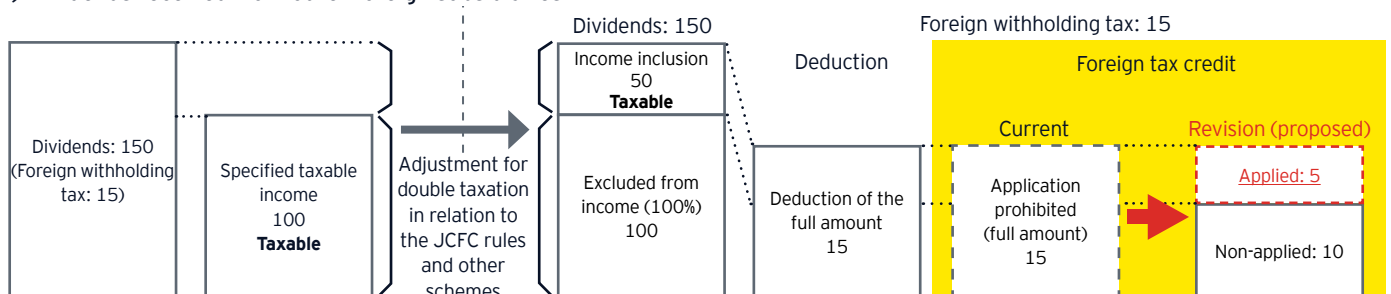 Dividends: 150
(Foreign withholding
tax: 15)
Specified taxable
income
100
Taxable
Adjustment for
double taxation
in relation to
the JCFC rules
and other
schemes
Dividends: 150
Income inclusion
50
Taxable
Excluded from
income (100%)
100
Deduction
Deduction of the
full amount
15
Foreign withholding tax: 15
Foreign tax credit
Current
Application
prohibited
(full amount)
15
Revision (proposed)
Applied: 5
Non-applied: 10